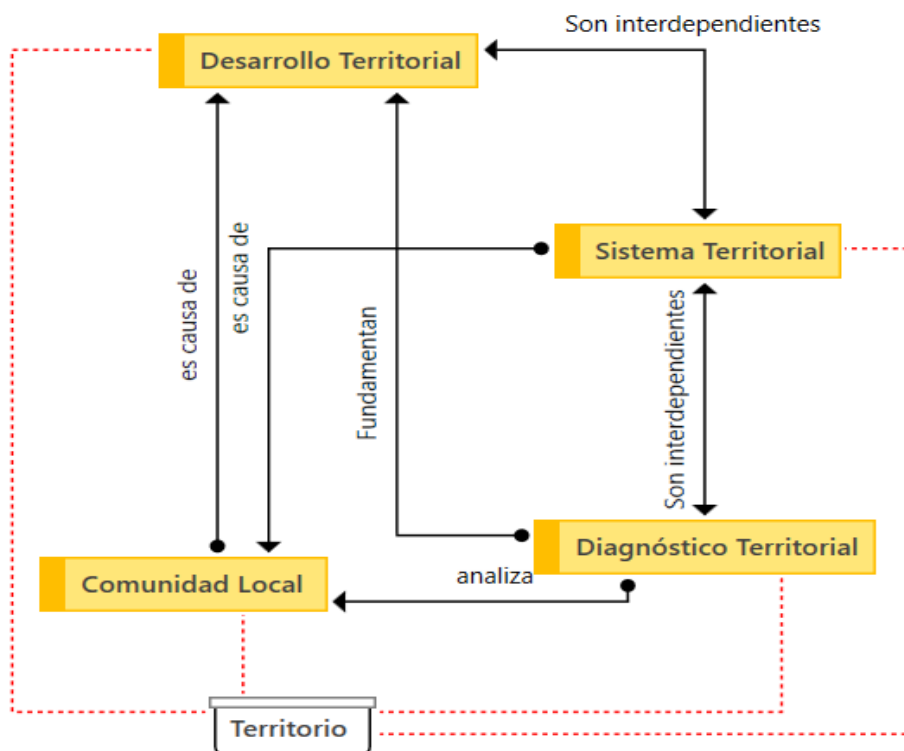 Son interdependientes
Desarrollo Territorial
Sistema Territorial
es causa de
es causa de
Fundamentan
Son interdependientes
Diagnóstico Territorial
analiza
Comunidad Local
Territorio